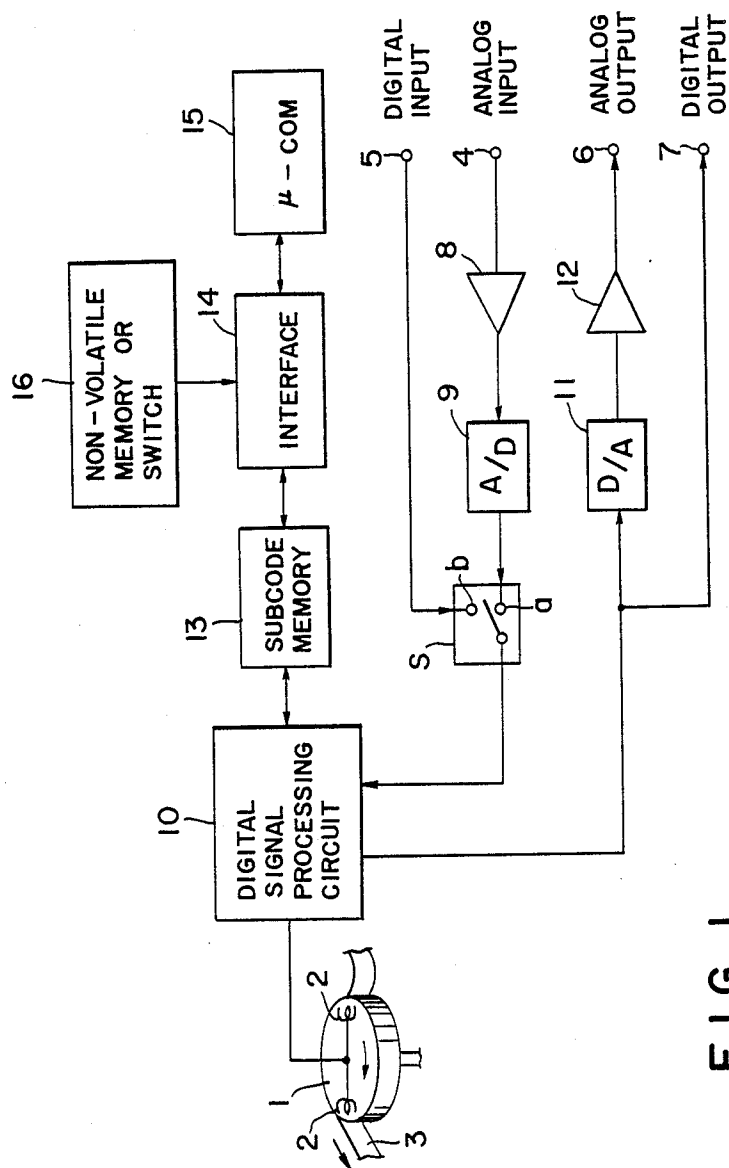 16
NON-VOLATILE
MEMORY OR
SWITCH
15
μ-COM
14
INTERFACE
13
SUBCODE
MEMORY
10
DIGITAL
SIGNAL
PROCESSING
CIRCUIT
DIGITAL
INPUT
5
ANALOG
INPUT
4
8
9
A/D
S
b
a
ANALOG
OUTPUT
6
12
11
D/A
DIGITAL
OUTPUT
7
1
2
2
3
FIG. 1